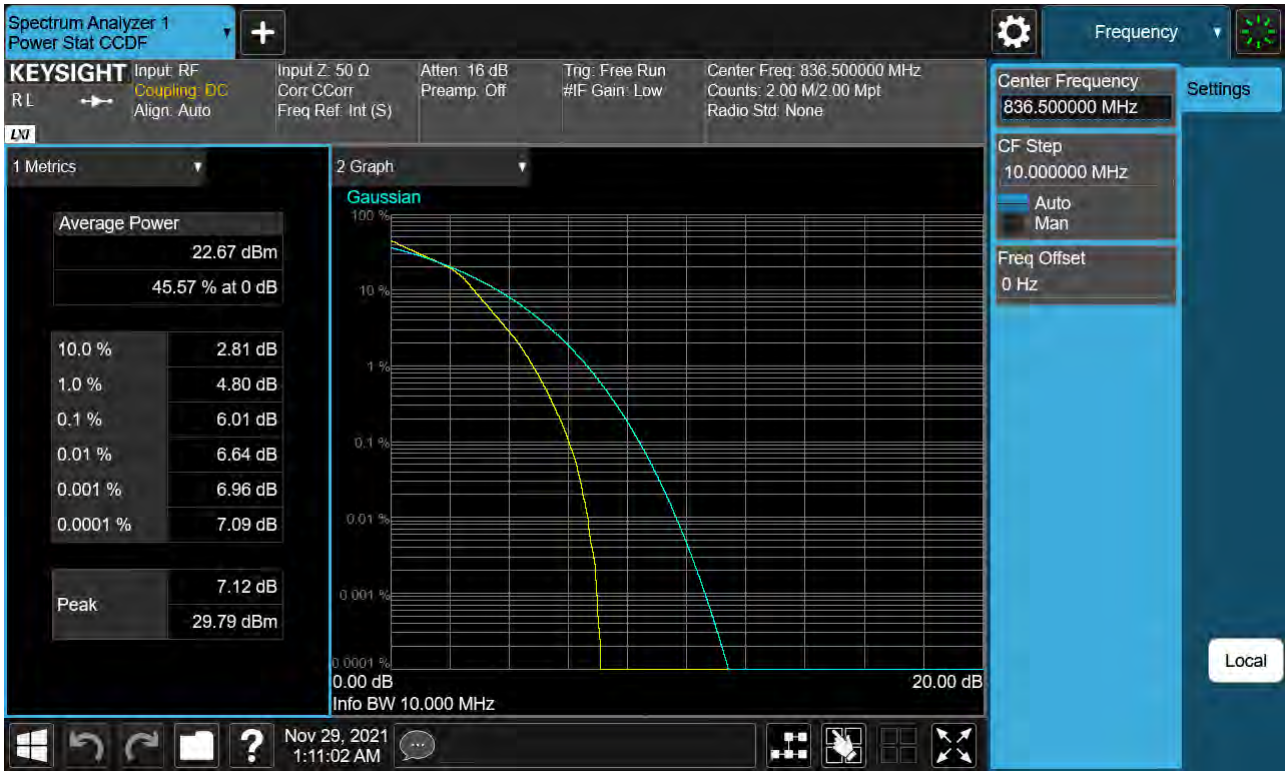 Spectrum Analyzer 1
Power Stat CCDF
+
Frequency
KEYSIGHT
RL
LXI
Input: RF
Coupling: DC
Align: Auto
Input Z: 50 Ω
Corr CCorr
Freq Ref: Int (S)
Atten: 16 dB
Preamp: Off
Trig: Free Run
#IF Gain: Low
Center Freq: 836.500000 MHz
Counts: 2.00 M/2.00 Mpt
Radio Std: None
1 Metrics
Average Power
22.67 dBm
45.57 % at 0 dB
10.0 % 2.81 dB
1.0 % 4.80 dB
0.1 % 6.01 dB
0.01 % 6.64 dB
0.001 % 6.96 dB
0.0001 % 7.09 dB
Peak
7.12 dB
29.79 dBm
2 Graph
Gaussian
100 %
10 %
1 %
0.1 %
0.01 %
0.001 %
0.0001 %
0.00 dB 20.00 dB
Info BW 10.000 MHz
Center Frequency
836.500000 MHz
CF Step
10.000000 MHz
Auto
Man
Freq Offset
0 Hz
Settings
Local
?
Nov 29, 2021
1:11:02 AM